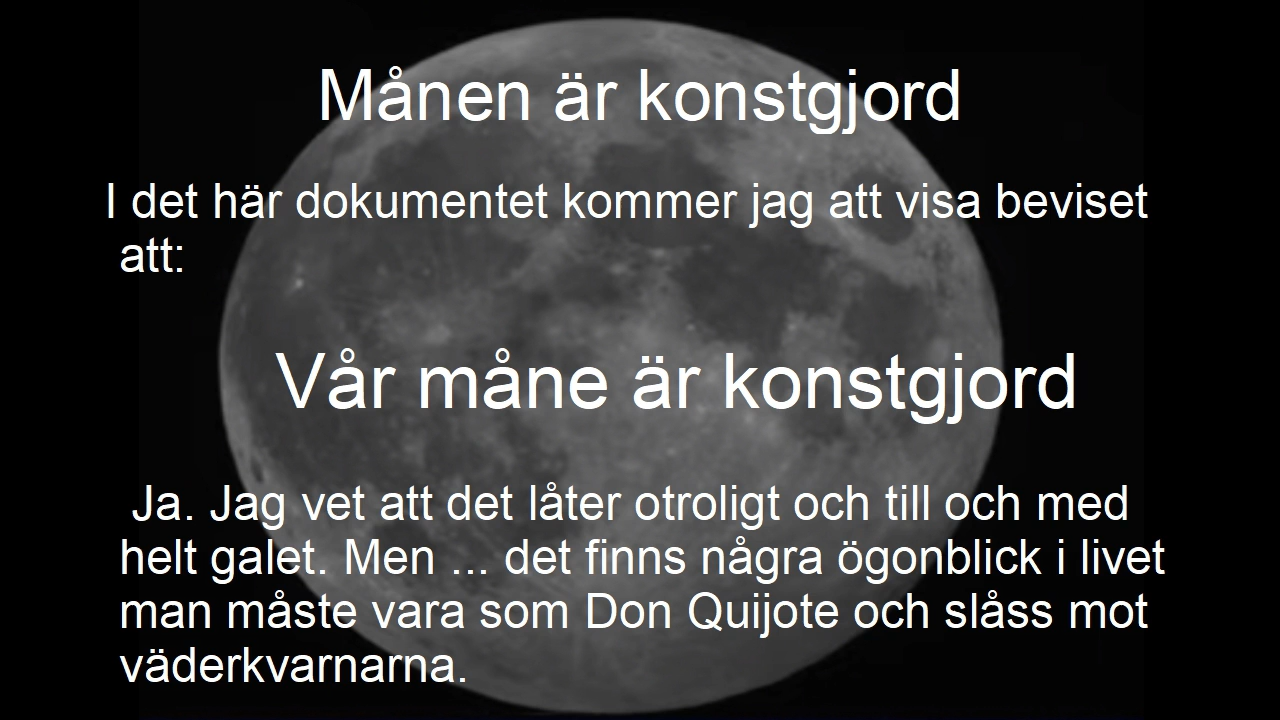 Månen är konstgjord
I det här dokumentet kommer jag att visa beviset
att:
Vår måne är konstgjord
Ja. Jag vet att det låter otroligt och till och med
helt galet. Men ... det finns några ögonblick i livet
man måste vara som Don Quijote och slåss mot
väderkvarnarna.